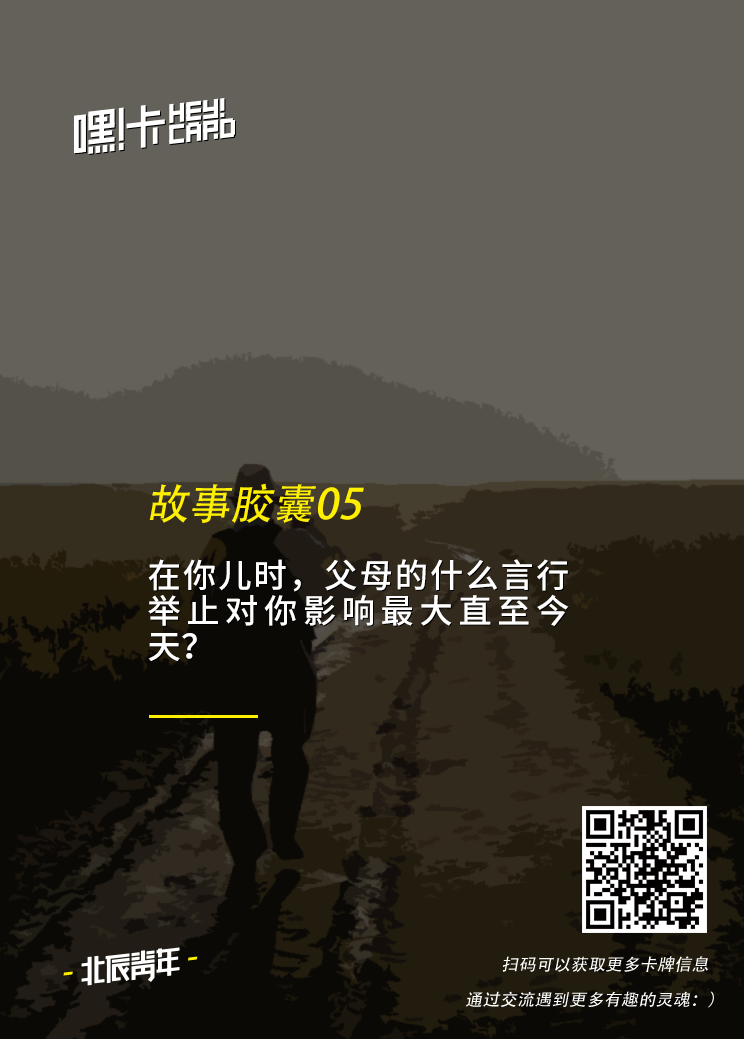 嘿!卡 HEY! CARD
故事胶囊05
在你儿时，父母的什么言行
举止对你影响最大直至今
天？
- 北辰青年 -
扫码可以获取更多卡牌信息
通过交流遇到更多有趣的灵魂：）